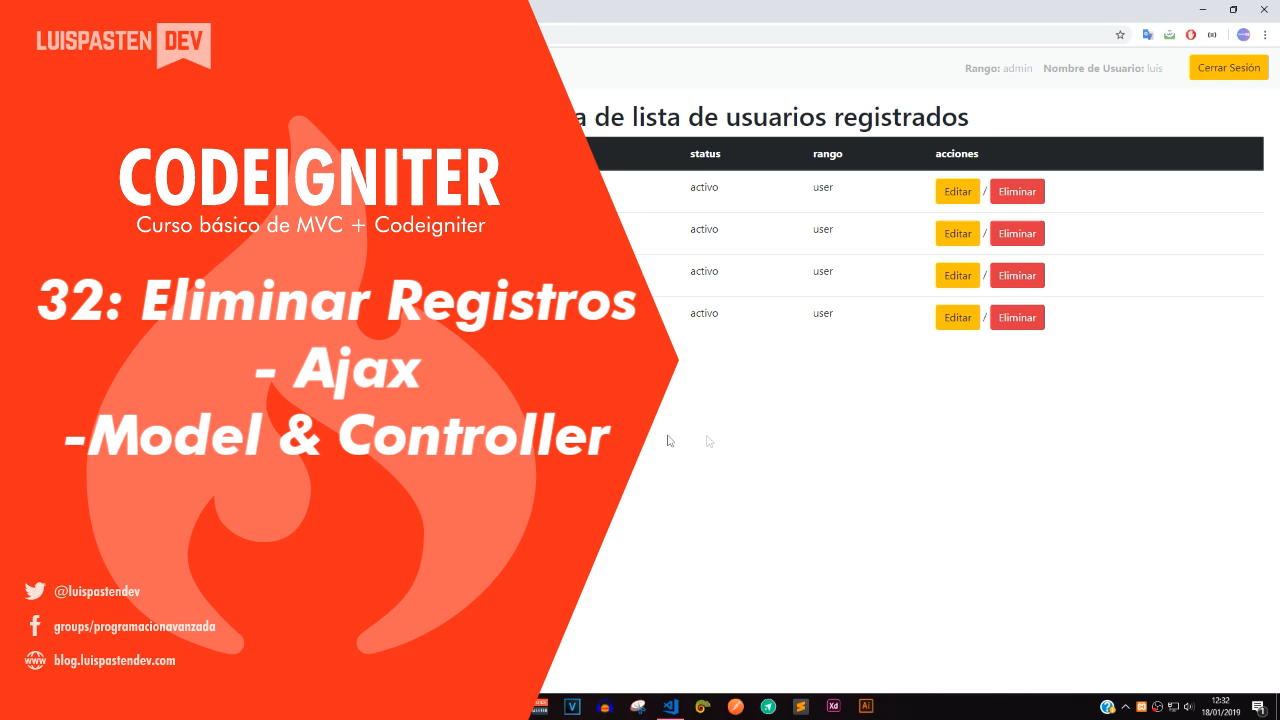 LUISPASTEN DEV
CODEIGNITER
Curso básico de MVC + Codeigniter
32: Eliminar Registros
- Ajax
-Model & Controller
@luispastendev
groups/programacionavanzada
www blog.luispastendev.com
Rango: admin Nombre de Usuario: luis Cerrar Sesión
a de lista de usuarios registrados
status rango acciones
activo user Editar / Eliminar
activo user Editar / Eliminar
activo user Editar / Eliminar
activo user Editar / Eliminar
12:32
18/01/2019